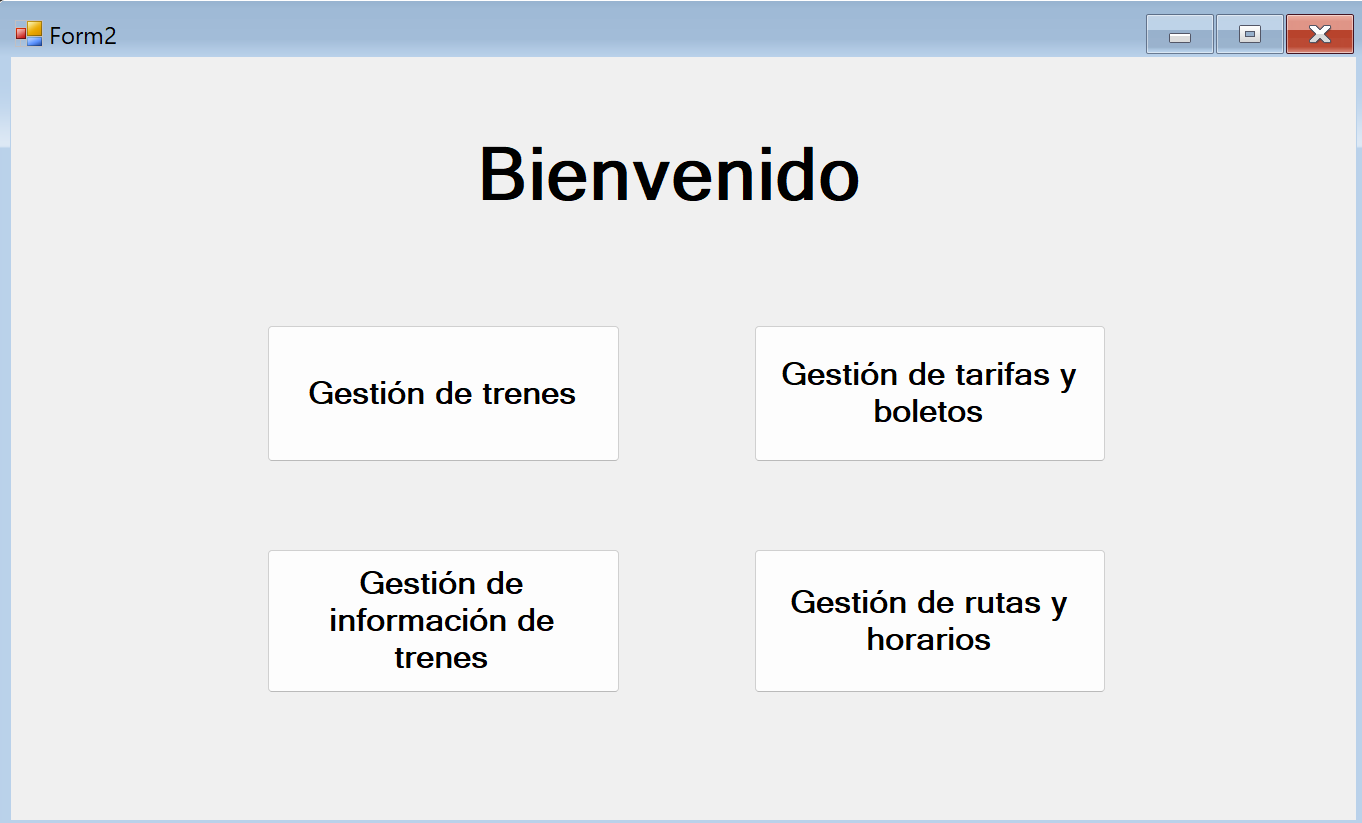 Form2
Bienvenido
Gestión de trenes
Gestión de tarifas y
boletos
Gestión de
información de
trenes
Gestión de rutas y
horarios